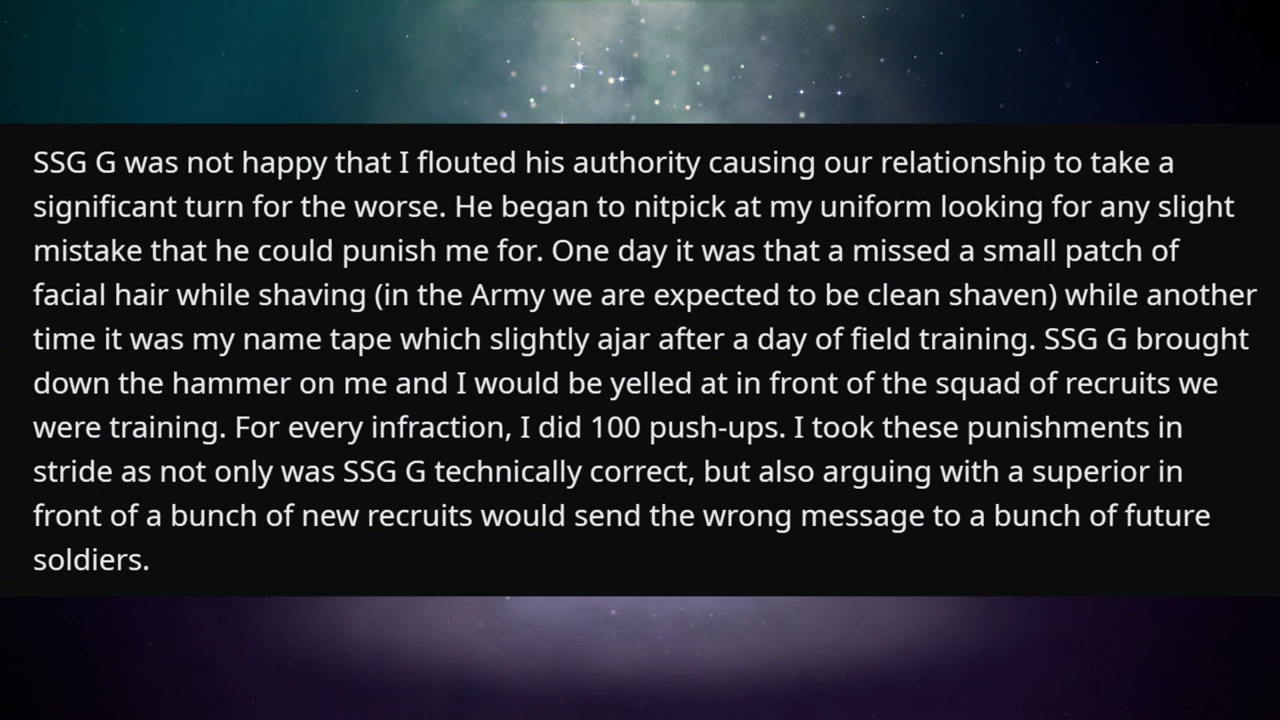 SSG G was not happy that I flouted his authority causing our relationship to take a
significant turn for the worse. He began to nitpick at my uniform looking for any slight
mistake that he could punish me for. One day it was that a missed a small patch of
facial hair while shaving (in the Army we are expected to be clean shaven) while another
time it was my name tape which slightly ajar after a day of field training. SSG G brought
down the hammer on me and I would be yelled at in front of the squad of recruits we
were training. For every infraction, I did 100 push-ups. I took these punishments in
stride as not only was SSG G technically correct, but also arguing with a superior in
front of a bunch of new recruits would send the wrong message to a bunch of future
soldiers.